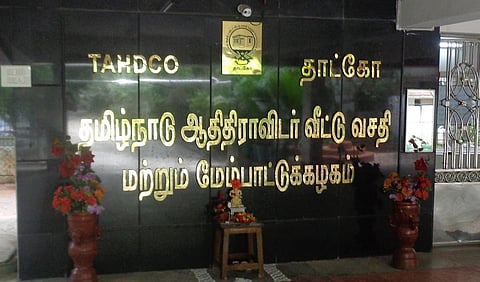 தாட்கோ
TAHDCO தாட்கோ
தமிழ்நாடு ஆதிதிராவிடர் வீட்டு வசதி
மற்றும் மேம்பாட்டுக்கழகம்